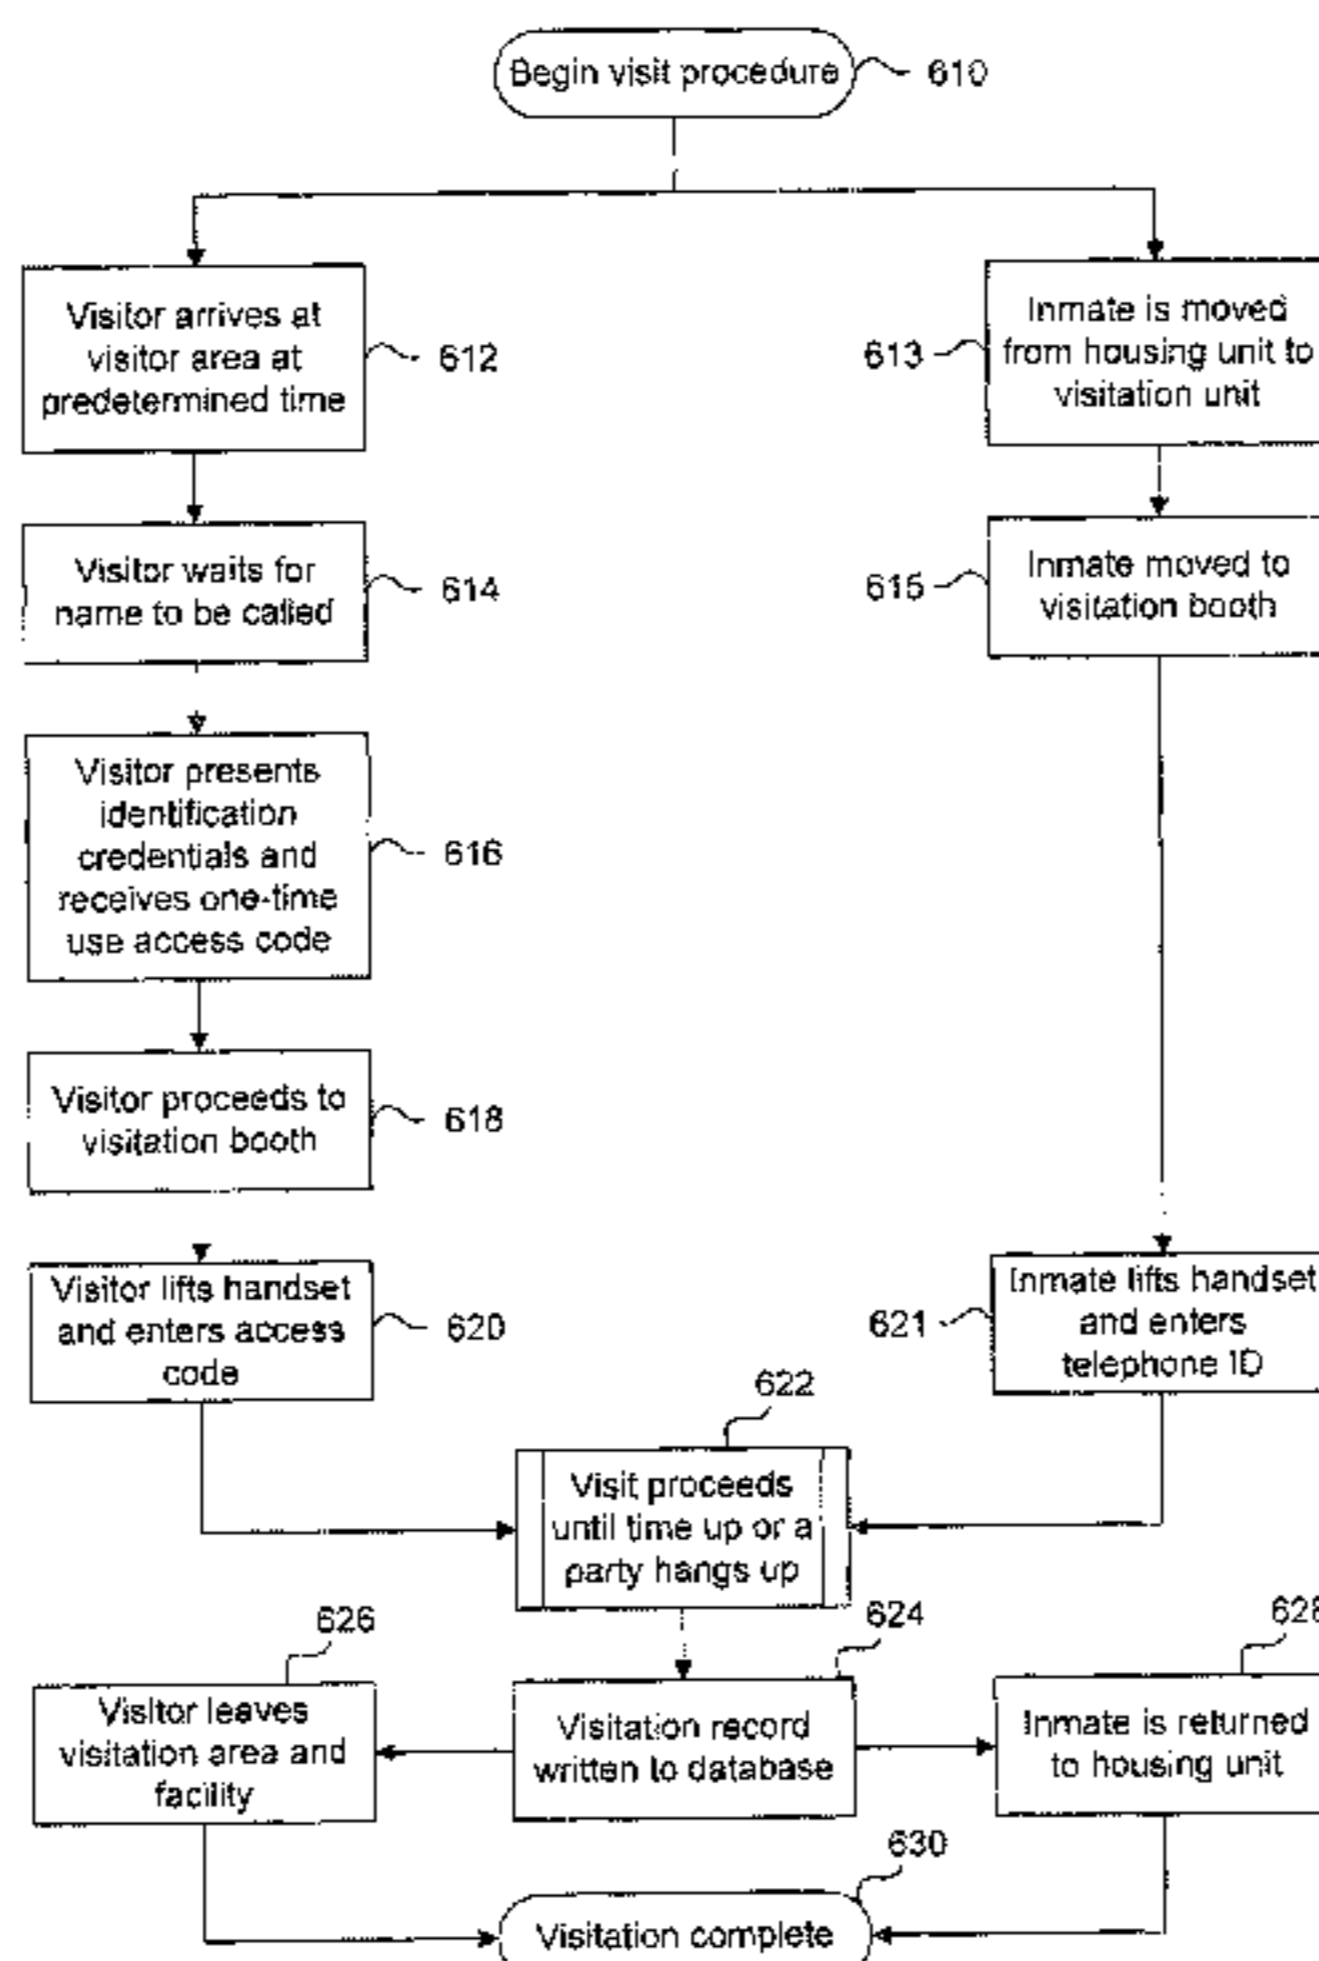 Begin visit procedure
610
Visitor arrives at
visitor area at
predetermined time
612
613
Inmate is moved
from housing unit to
visitation unit
Visitor waits for
name to be called
614
615
Inmate moved to
visitation booth
Visitor presents
identification
credentials and
receives one-time
use access code
616
Visitor proceeds to
visitation booth
618
Visitor lifts handset
and enters access
code
620
621
Inmate lifts handset
and enters
telephone ID
622
Visit proceeds
until time up or a
party hangs up
626
624
628
Visitor leaves
visitation area and
facility
Visitation record
written to database
Inmate is returned
to housing unit
630
Visitation complete